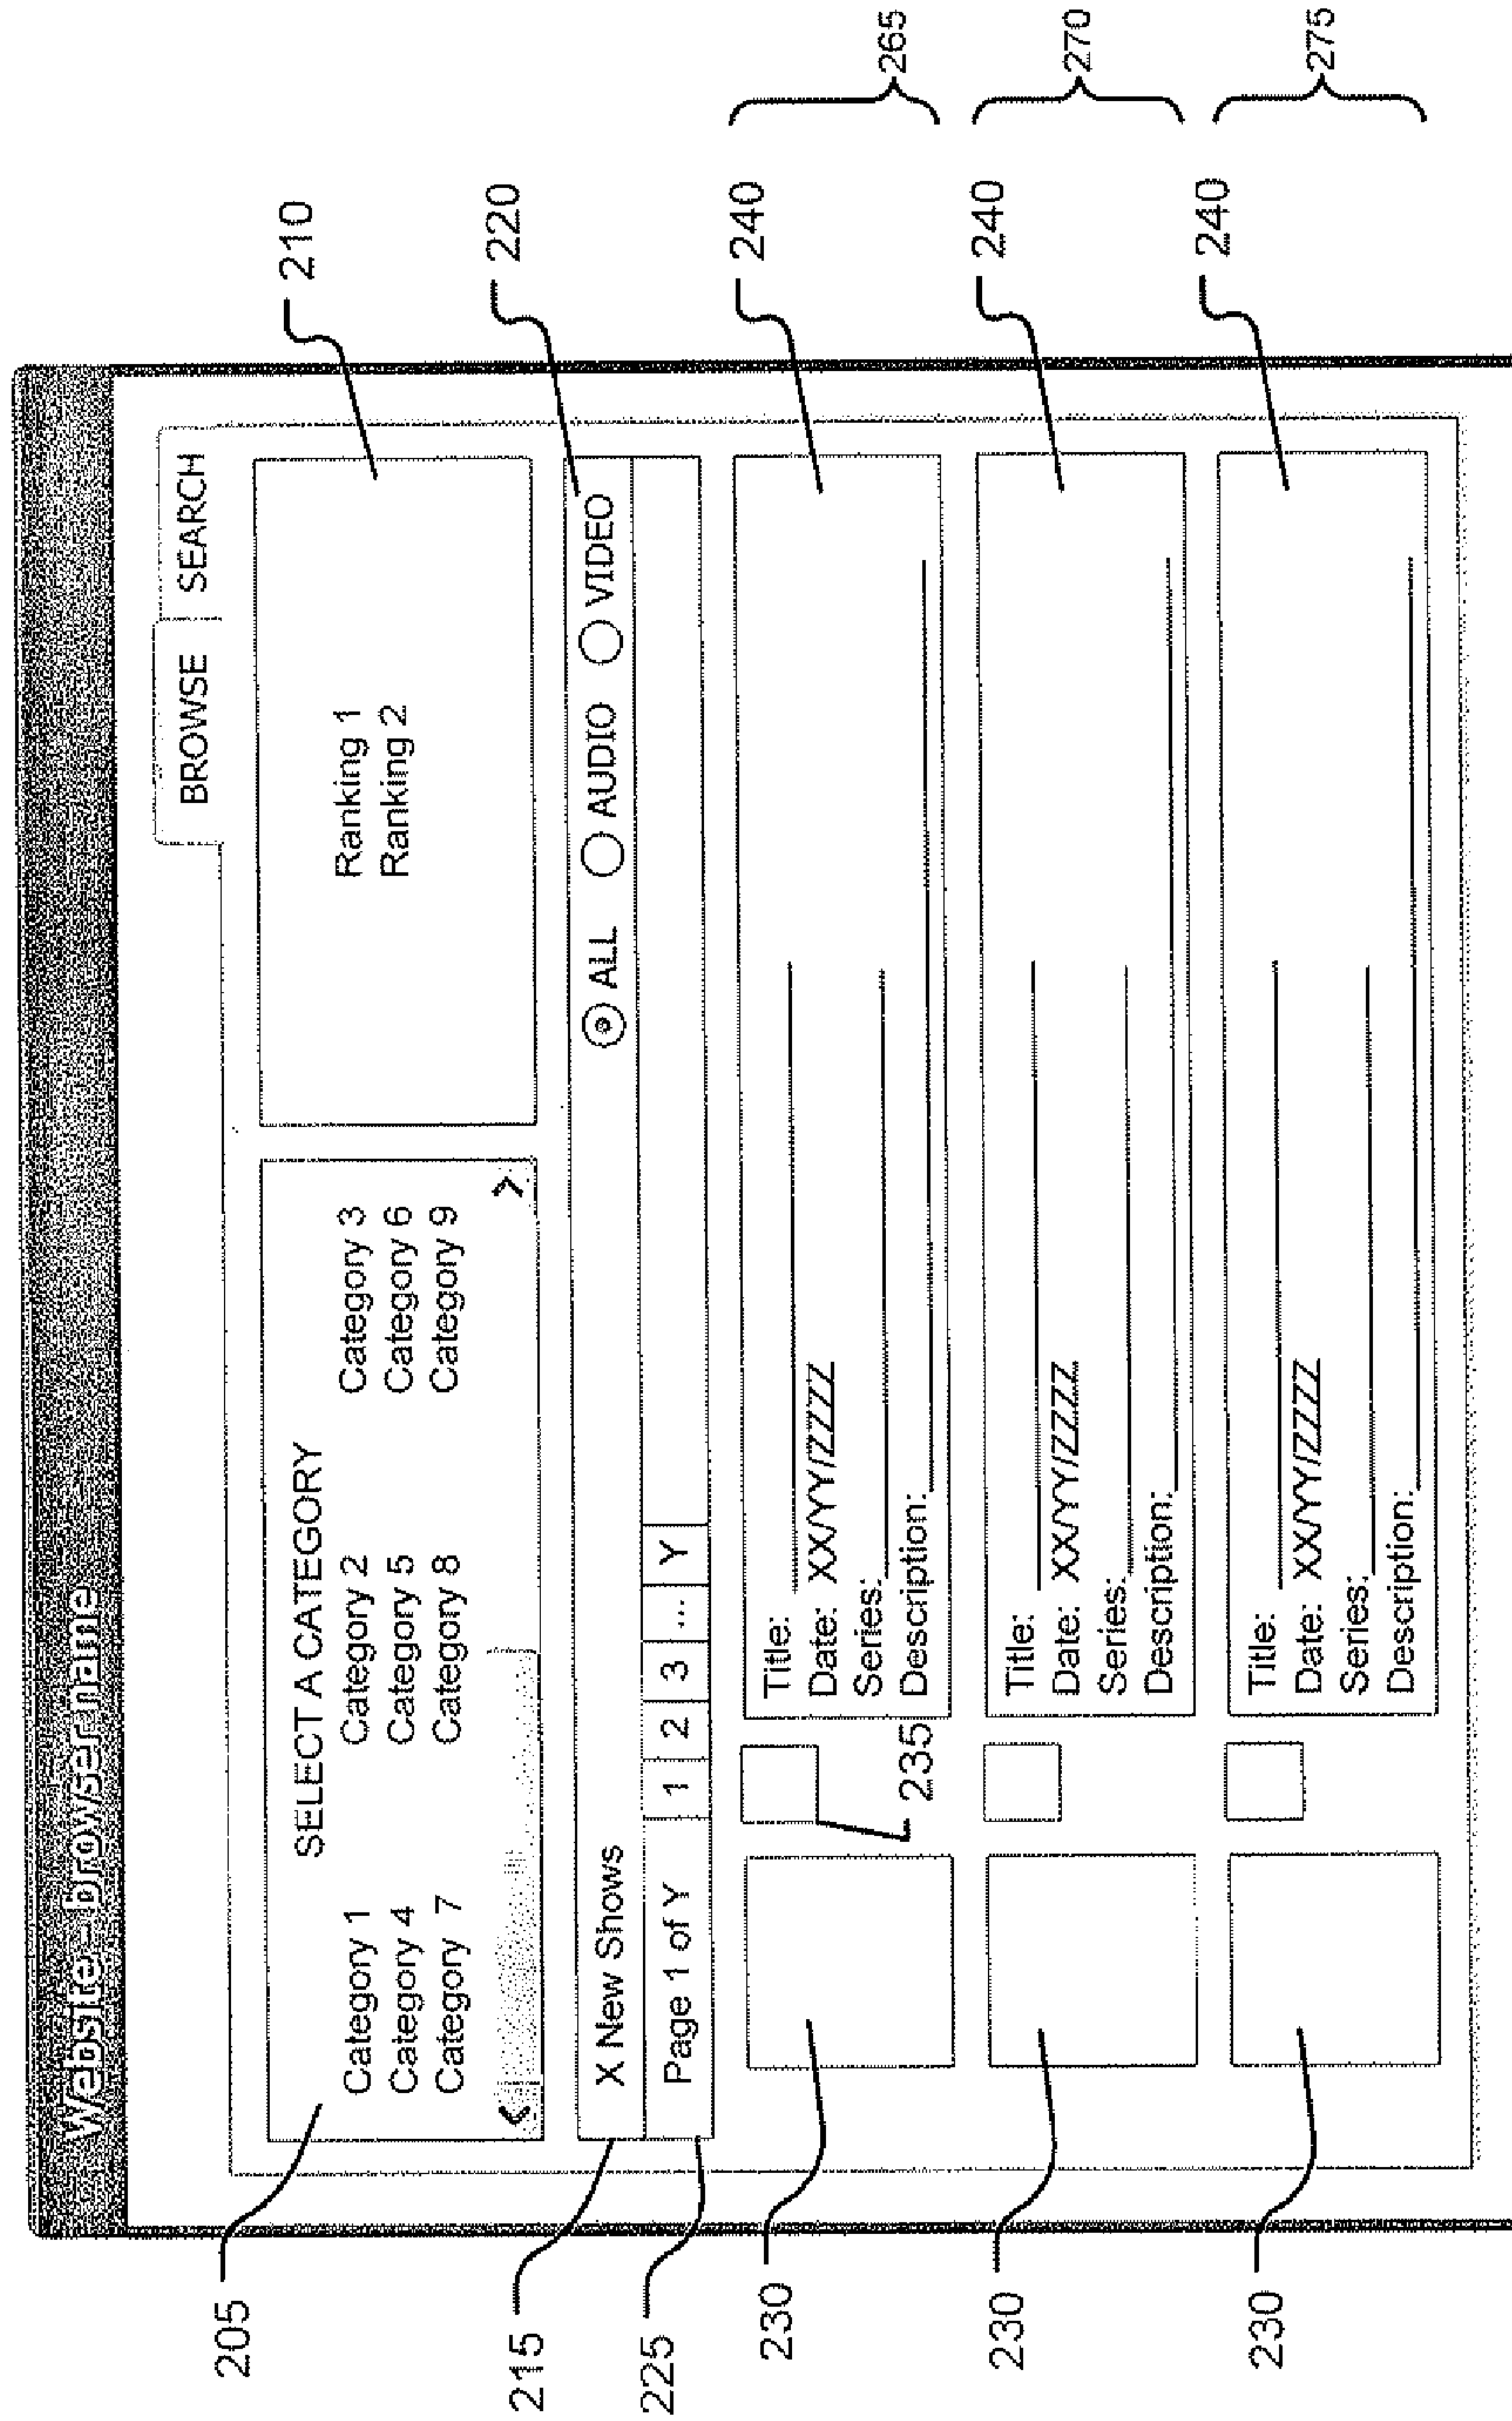 Website – browser name
BROWSE SEARCH
205
SELECT A CATEGORY
Category 1 Category 2 Category 3
Category 4 Category 5 Category 6
Category 7 Category 8 Category 9
< >
Ranking 1
Ranking 2
210
215
X New Shows
ALL AUDIO VIDEO
220
225
Page 1 of Y 1 2 3 ... Y
230
235
Title:
Date: XX/YY/ZZZZ
Series:
Description:
240
265
230
Title:
Date: XX/YY/ZZZZ
Series:
Description:
240
270
230
Title:
Date: XX/YY/ZZZZ
Series:
Description:
240
275